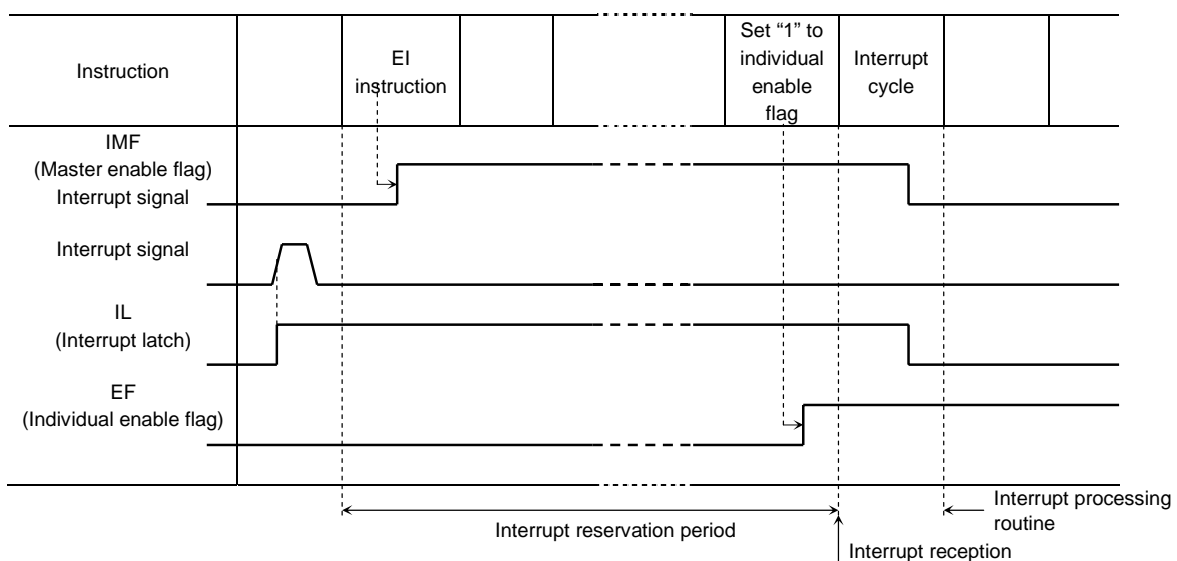 Instruction
EI
instruction
Set “1” to
individual
enable
flag
Interrupt
cycle
IMF
(Master enable flag)
Interrupt signal
Interrupt signal
IL
(Interrupt latch)
EF
(Individual enable flag)
Interrupt reservation period
Interrupt processing
routine
Interrupt reception